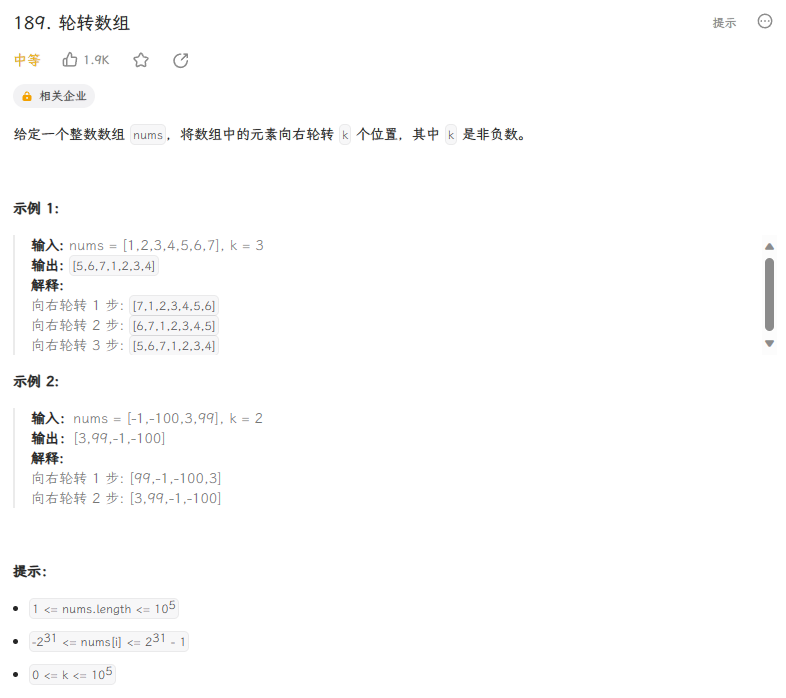 189. 轮转数组
提示
中等 1.9K
相关企业
给定一个整数数组 nums，将数组中的元素向右轮转 k 个位置，其中 k 是非负数。
示例 1:
输入: nums = [1,2,3,4,5,6,7], k = 3
输出: [5,6,7,1,2,3,4]
解释:
向右轮转 1 步: [7,1,2,3,4,5,6]
向右轮转 2 步: [6,7,1,2,3,4,5]
向右轮转 3 步: [5,6,7,1,2,3,4]
示例 2:
输入：nums = [-1,-100,3,99], k = 2
输出：[3,99,-1,-100]
解释:
向右轮转 1 步: [99,-1,-100,3]
向右轮转 2 步: [3,99,-1,-100]
提示：
1 <= nums.length <= 10⁵
-2³¹ <= nums[i] <= 2³¹ - 1
0 <= k <= 10⁵